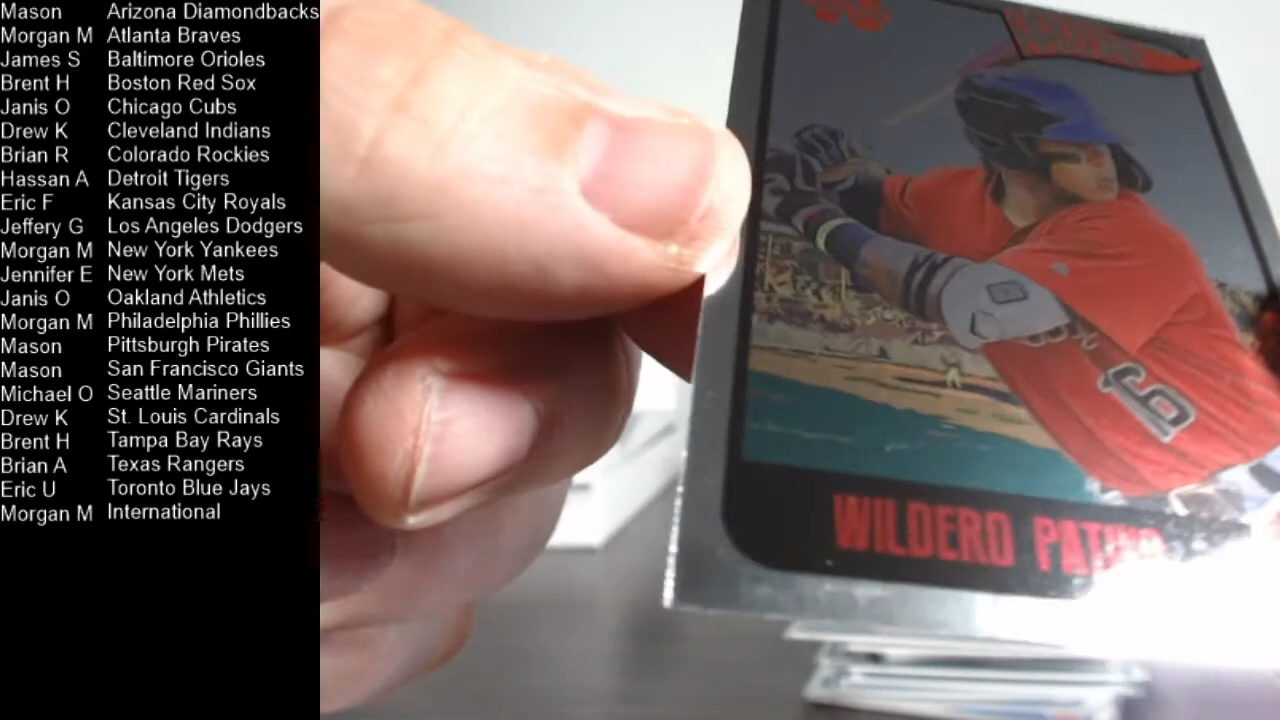 Mason Arizona Diamondbacks
Morgan M Atlanta Braves
James S Baltimore Orioles
Brent H Boston Red Sox
Janis O Chicago Cubs
Drew K Cleveland Indians
Brian R Colorado Rockies
Hassan A Detroit Tigers
Eric F Kansas City Royals
Jeffery G Los Angeles Dodgers
Morgan M New York Yankees
Jennifer E New York Mets
Janis O Oakland Athletics
Morgan M Philadelphia Phillies
Mason Pittsburgh Pirates
Mason San Francisco Giants
Michael O Seattle Mariners
Drew K St. Louis Cardinals
Brent H Tampa Bay Rays
Brian A Texas Rangers
Eric U Toronto Blue Jays
Morgan M International
6
WILDERD PATINO